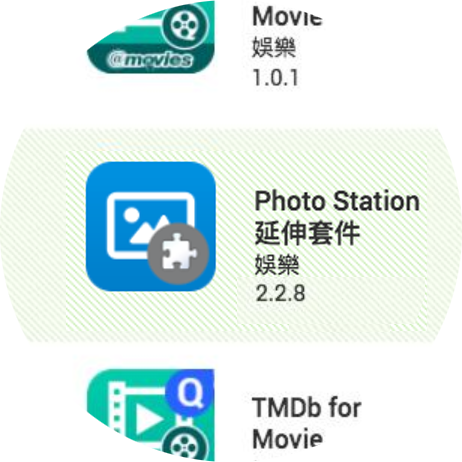 Movie
@movies
娛樂
1.0.1
Photo Station
延伸套件
娛樂
2.2.8
Q
TMDb for
Movie